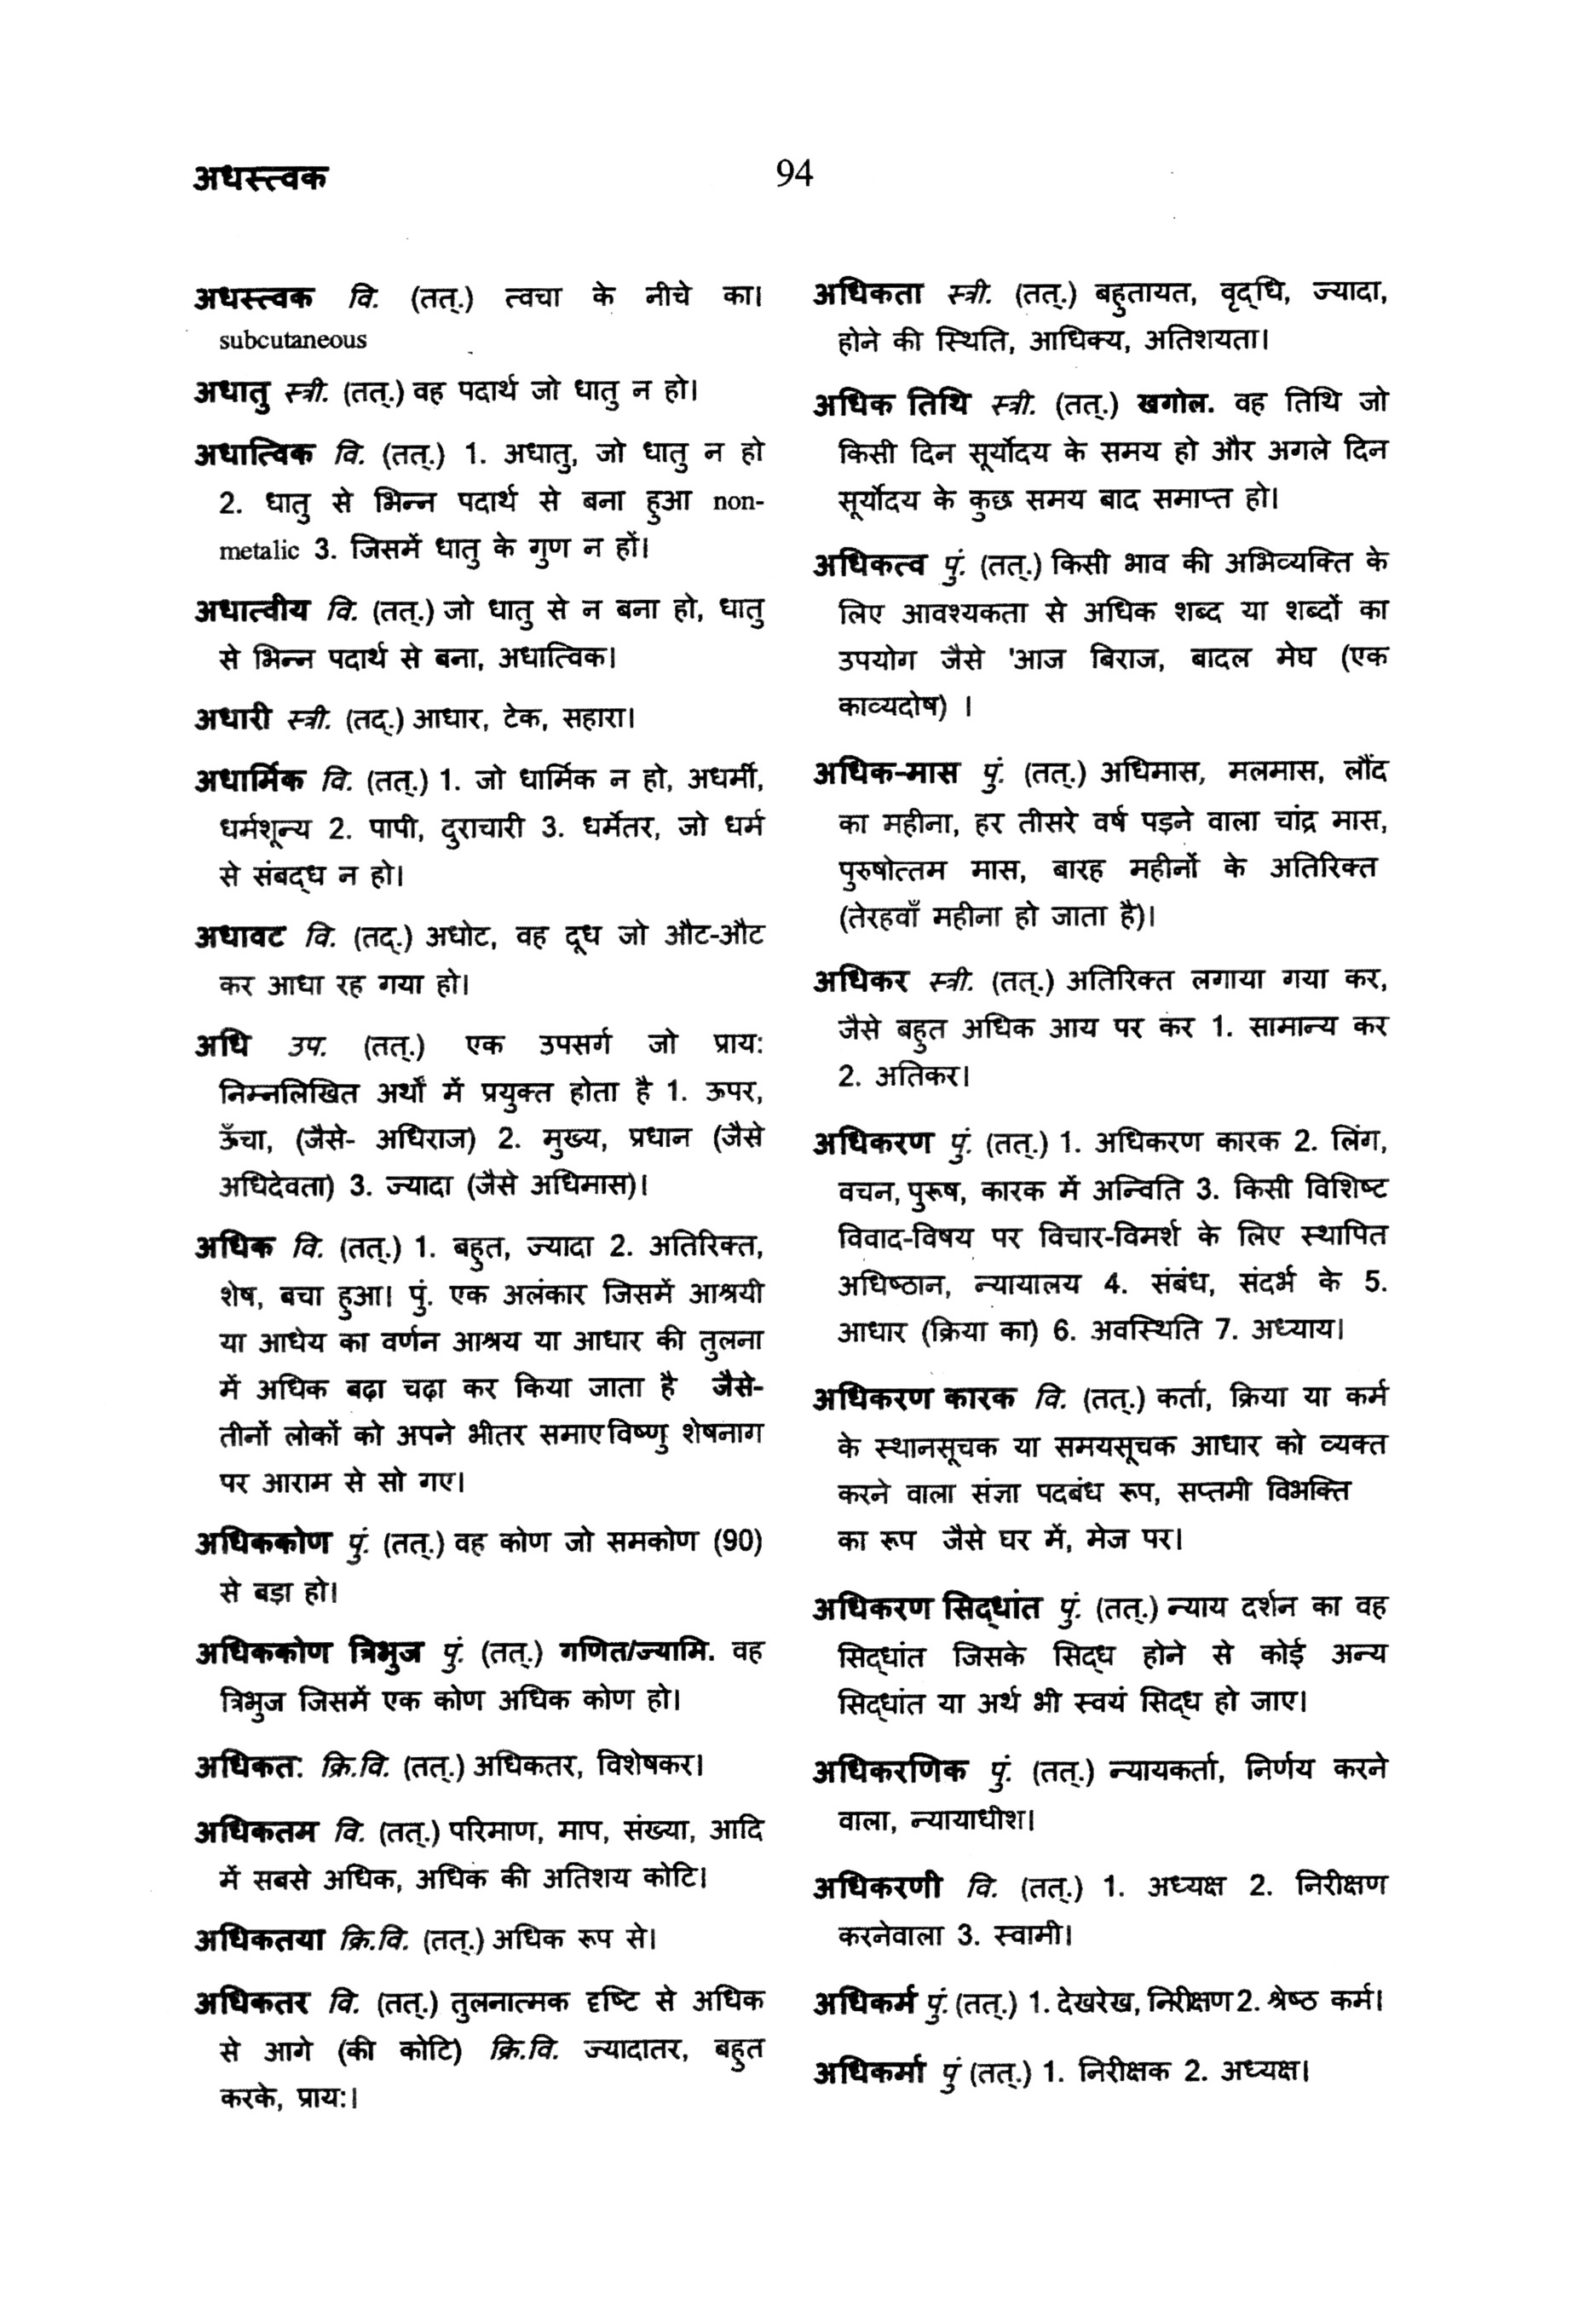 अधस्त्वक
94
अधस्त्वक वि. (तत्.) त्वचा के नीचे का।
subcutaneous
अधातु स्त्री. (तत्.) वह पदार्थ जो धातु न हो।
अधात्विक वि. (तत्.) 1. अधातु, जो धातु न हो
2. धातु से भिन्न पदार्थ से बना हुआ non-
metalic 3. जिसमें धातु के गुण न हों।
अधात्वीय वि. (तत्.) जो धातु से न बना हो, धातु
से भिन्न पदार्थ से बना, अधात्विक।
अधारी स्त्री. (तद्.) आधार, टेक, सहारा।
अधार्मिक वि. (तत्.) 1. जो धार्मिक न हो, अधर्मी,
धर्मशून्य 2. पापी, दुराचारी 3. धर्मेतर, जो धर्म
से संबद्ध न हो।
अधावट वि. (तद्.) अधोट, वह दूध जो औट-औट
कर आधा रह गया हो।
अधि उप. (तत्.) एक उपसर्ग जो प्राय:
निम्नलिखित अर्थों में प्रयुक्त होता है 1. ऊपर,
ऊँचा, (जैसे- अधिराज) 2. मुख्य, प्रधान (जैसे
अधिदेवता) 3. ज्यादा (जैसे अधिमास)।
अधिक वि. (तत्.) 1. बहुत, ज्यादा 2. अतिरिक्त,
शेष, बचा हुआ। पुं. एक अलंकार जिसमें आश्रयी
या आधेय का वर्णन आश्रय या आधार की तुलना
में अधिक बढ़ा चढ़ा कर किया जाता है जैसे-
तीनों लोकों को अपने भीतर समाए विष्णु शेषनाग
पर आराम से सो गए।
अधिककोण पुं. (तत्.) वह कोण जो समकोण (90)
से बड़ा हो।
अधिककोण त्रिभुज पुं. (तत्.) गणित/ज्यामि. वह
त्रिभुज जिसमें एक कोण अधिक कोण हो।
अधिकत: क्रि.वि. (तत्.) अधिकतर, विशेषकर।
अधिकतम वि. (तत्.) परिमाण, माप, संख्या, आदि
में सबसे अधिक, अधिक की अतिशय कोटि।
अधिकतया क्रि.वि. (तत्.) अधिक रूप से।
अधिकतर वि. (तत्.) तुलनात्मक दृष्टि से अधिक
से आगे (की कोटि) क्रि.वि. ज्यादातर, बहुत
करके, प्राय:।
अधिकता स्त्री. (तत्.) बहुतायत, वृद्धि, ज्यादा,
होने की स्थिति, आधिक्य, अतिशयता।
अधिक तिथि स्त्री. (तत्.) खगोल. वह तिथि जो
किसी दिन सूर्योदय के समय हो और अगले दिन
सूर्योदय के कुछ समय बाद समाप्त हो।
अधिकत्व पुं. (तत्.) किसी भाव की अभिव्यक्ति के
लिए आवश्यकता से अधिक शब्द या शब्दों का
उपयोग जैसे 'आज बिराज, बादल मेघ (एक
काव्यदोष) ।
अधिक-मास पुं. (तत्.) अधिमास, मलमास, लौंद
का महीना, हर तीसरे वर्ष पड़ने वाला चांद्र मास,
पुरुषोत्तम मास, बारह महीनों के अतिरिक्त
(तेरहवाँ महीना हो जाता है)।
अधिकर स्त्री. (तत्.) अतिरिक्त लगाया गया कर,
जैसे बहुत अधिक आय पर कर 1. सामान्य कर
2. अतिकर।
अधिकरण पुं. (तत्.) 1. अधिकरण कारक 2. लिंग,
वचन, पुरूष, कारक में अन्विति 3. किसी विशिष्ट
विवाद-विषय पर विचार-विमर्श के लिए स्थापित
अधिष्ठान, न्यायालय 4. संबंध, संदर्भ के 5.
आधार (क्रिया का) 6. अवस्थिति 7. अध्याय।
अधिकरण कारक वि. (तत्.) कर्ता, क्रिया या कर्म
के स्थानसूचक या समयसूचक आधार को व्यक्त
करने वाला संज्ञा पदबंध रूप, सप्तमी विभक्ति
का रूप जैसे घर में, मेज पर।
अधिकरण सिद्धांत पुं. (तत्.) न्याय दर्शन का वह
सिद्धांत जिसके सिद्ध होने से कोई अन्य
सिद्धांत या अर्थ भी स्वयं सिद्ध हो जाए।
अधिकरणिक पुं. (तत्.) न्यायकर्ता, निर्णय करने
वाला, न्यायाधीश।
अधिकरणी वि. (तत्.) 1. अध्यक्ष 2. निरीक्षण
करनेवाला 3. स्वामी।
अधिकर्म पुं. (तत्.) 1. देखरेख, निरीक्षण 2. श्रेष्ठ कर्म।
अधिकर्मा पुं (तत्.) 1. निरीक्षक 2. अध्यक्ष।